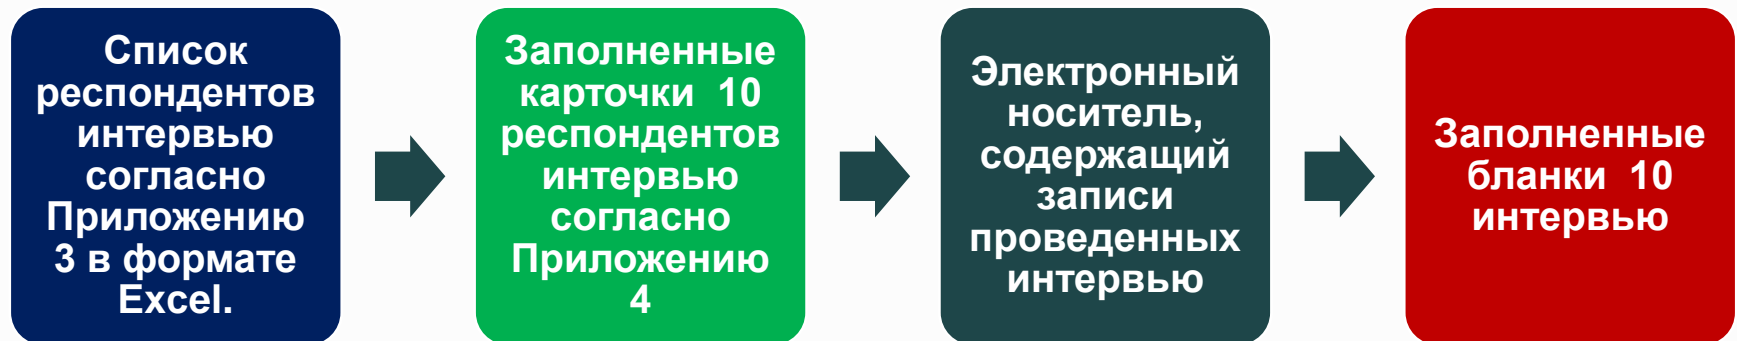 Список
респондентов
интервью
согласно
Приложению
3 в формате
Excel.
Заполненные
карточки 10
респондентов
интервью
согласно
Приложению
4
Электронный
носитель,
содержащий
записи
проведенных
интервью
Заполненные
бланки 10
интервью